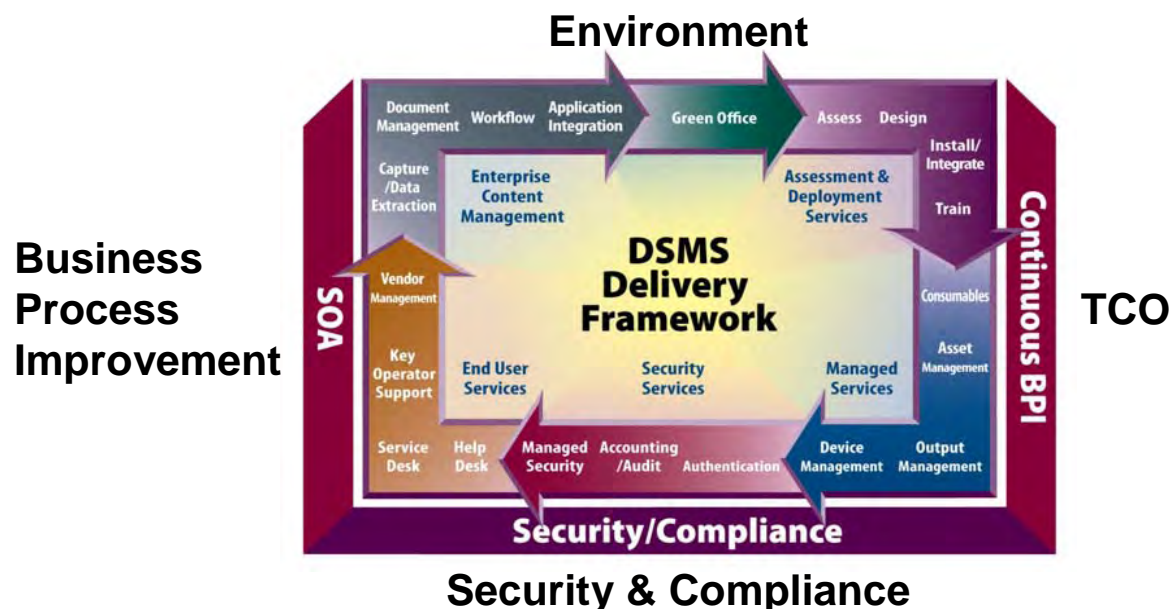 Environment
Document
Management
Workflow
Application
Integration
Green Office
Assess
Design
Install/
Integrate
Train
Capture
/Data
Extraction
Enterprise
Content
Management
Assessment &
Deployment
Services
DSMS
Delivery
Framework
Business
Process
Improvement
SOA
Vendor
Management
Key
Operator
Support
Consumables
Asset
Management
Continuous BPI
TCO
End User
Services
Security
Services
Managed
Services
Service
Desk
Help
Desk
Managed
Security
Accounting
/Audit
Authentication
Device
Management
Output
Management
Security/Compliance
Security & Compliance